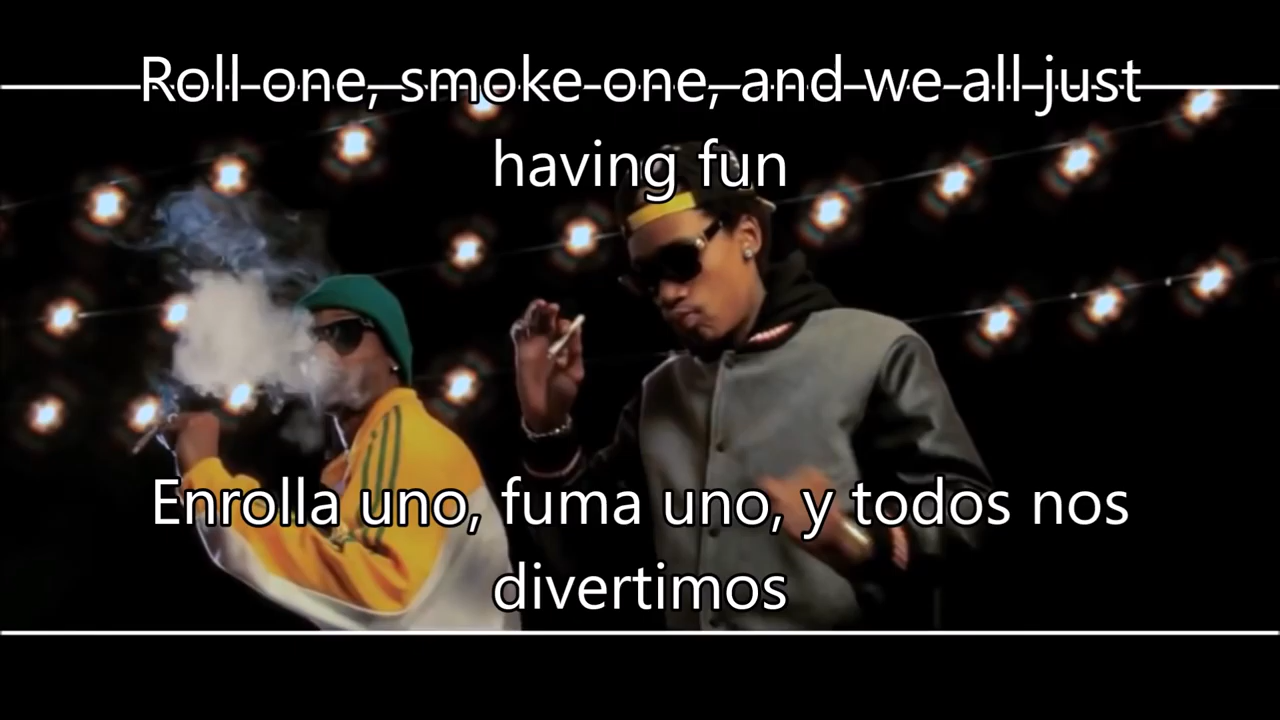 Roll one, smoke one, and we all just
having fun
Enrolla uno, fuma uno, y todos nos
divertimos